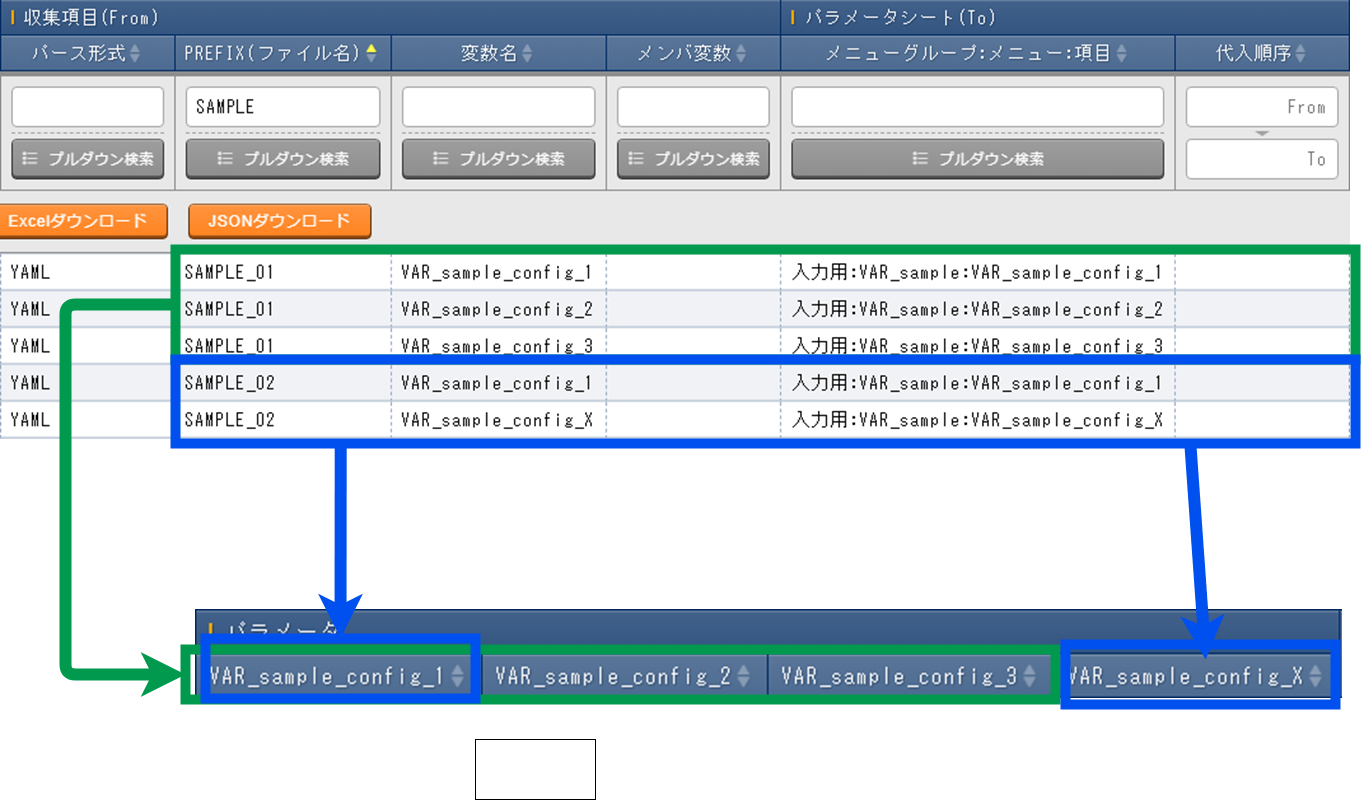 収集項目(From) パラメータシート(To)
パース形式 PREFIX(ファイル名) 変数名 メンバ変数 メニューグループ:メニュー:項目 代入順序
SAMPLE From
プルダウン検索 プルダウン検索 プルダウン検索 プルダウン検索 プルダウン検索 To
Excelダウンロード JSONダウンロード
YAML SAMPLE_01 VAR_sample_config_1 入力用:VAR_sample:VAR_sample_config_1
YAML SAMPLE_01 VAR_sample_config_2 入力用:VAR_sample:VAR_sample_config_2
YAML SAMPLE_01 VAR_sample_config_3 入力用:VAR_sample:VAR_sample_config_3
YAML SAMPLE_02 VAR_sample_config_1 入力用:VAR_sample:VAR_sample_config_1
YAML SAMPLE_02 VAR_sample_config_X 入力用:VAR_sample:VAR_sample_config_X
パラメータ
VAR_sample_config_1 VAR_sample_config_2 VAR_sample_config_3 VAR_sample_config_X